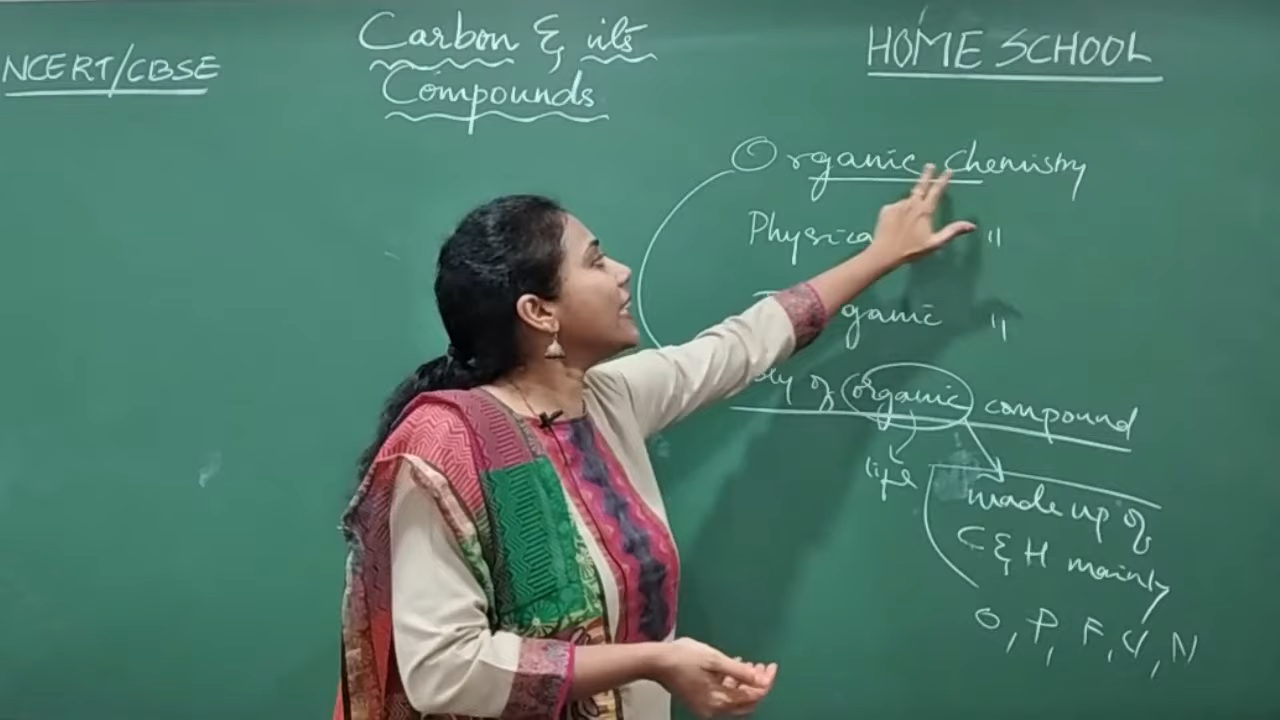 NCERT/CBSE
Carbon & its
Compounds
HOME SCHOOL
Organic Chemistry
Physica "
ganic "
of organic compound
life
made up of
C & H mainly
O, P, F, Cl, N